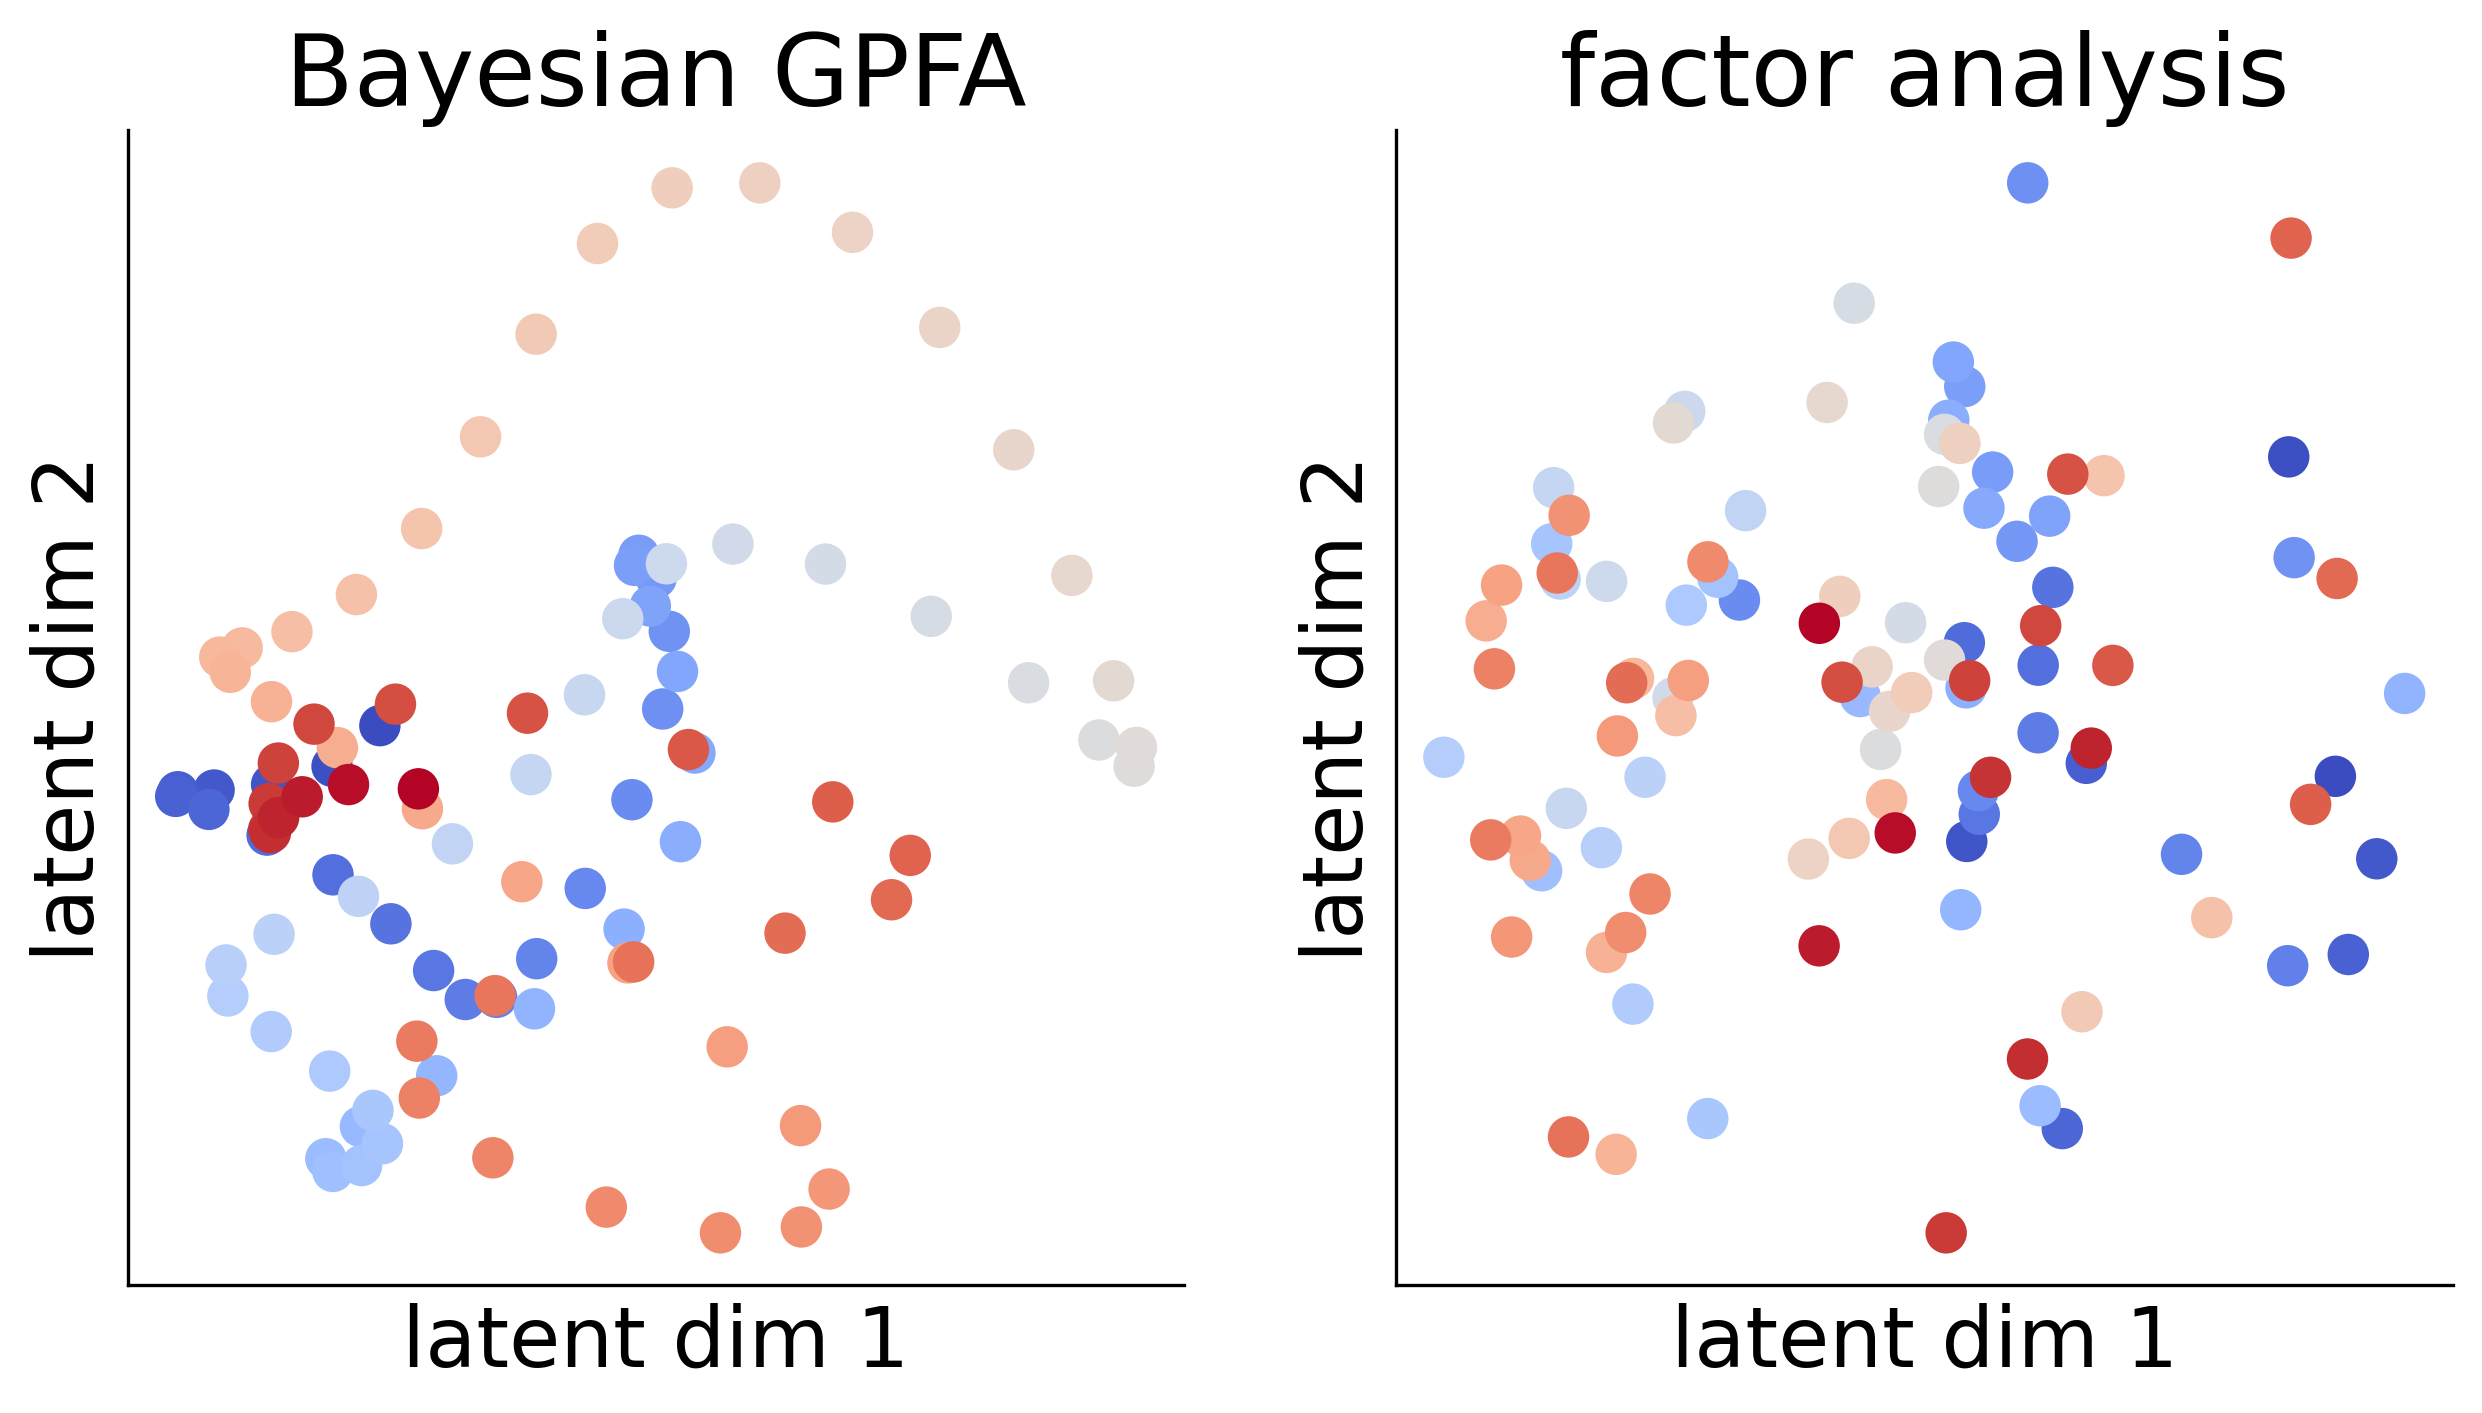 Bayesian GPFA
factor analysis
latent dim 2
latent dim 1
latent dim 2
latent dim 1